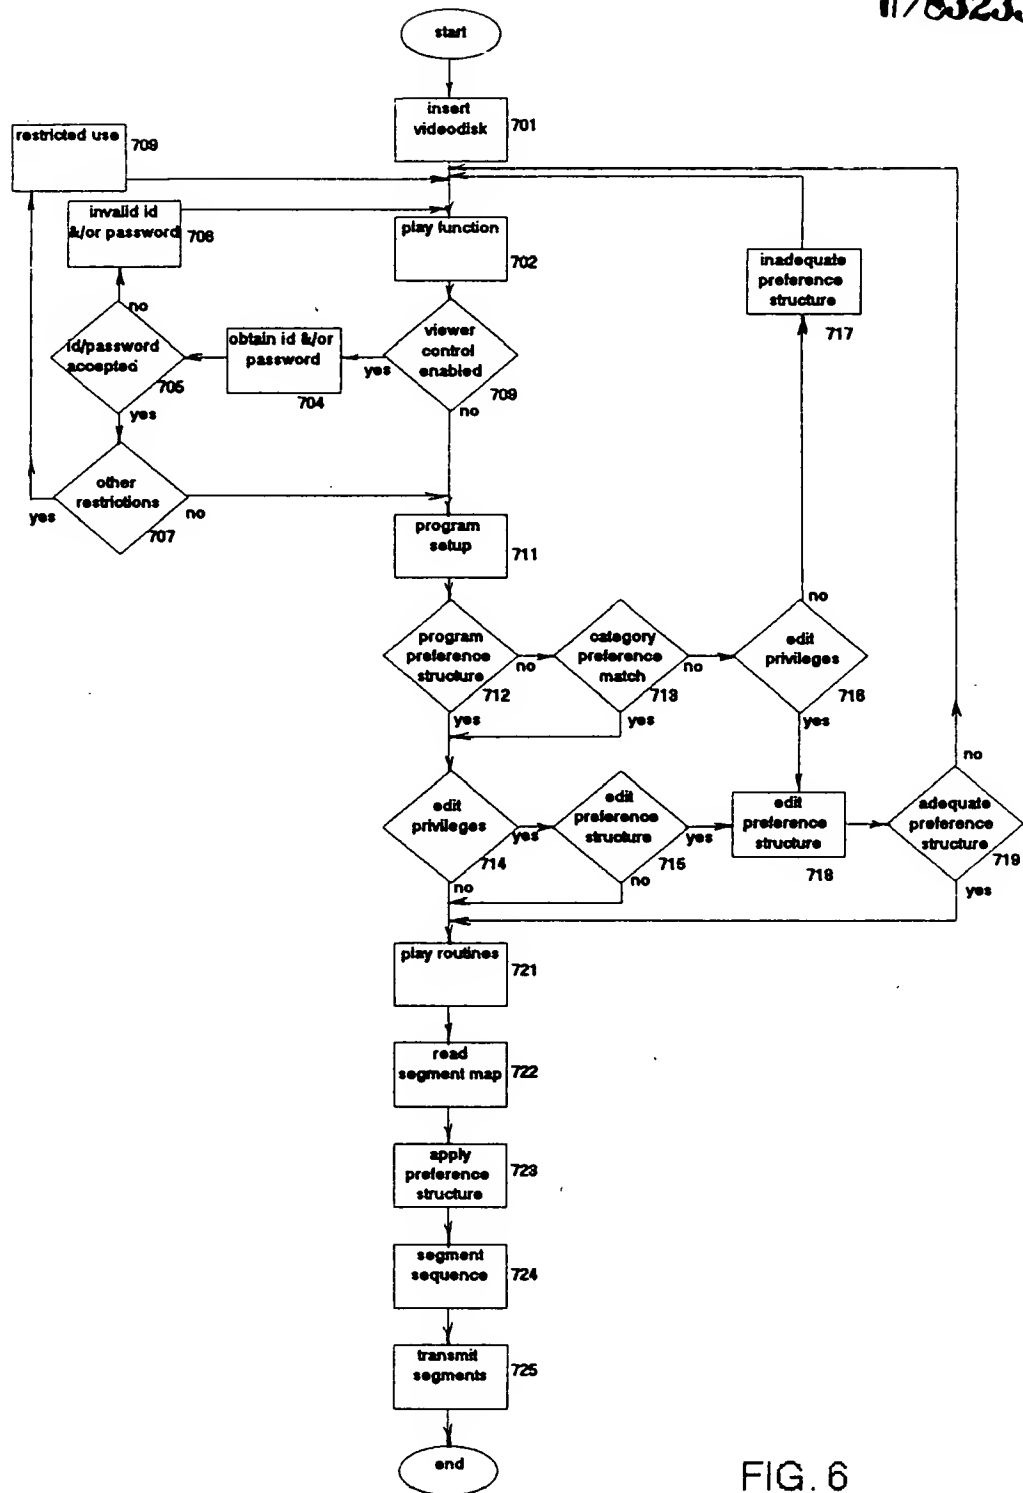 start
insert
videodisk
701
restricted use
709
invalid id
&/or password
706
play function
702
inadequate
preference
structure
717
no
id/password
accepted
705
yes
obtain id &/or
password
704
yes
viewer
control
enabled
709
no
other
restrictions
707
yes
no
program
setup
711
program
preference
structure
712
no
yes
category
preference
match
713
no
yes
edit
privileges
716
no
yes
edit
privileges
714
yes
no
edit
preference
structure
715
yes
no
edit
preference
structure
718
adequate
preference
structure
719
no
yes
play routines
721
read
segment map
722
apply
preference
structure
723
segment
sequence
724
transmit
segments
725
end
FIG. 6